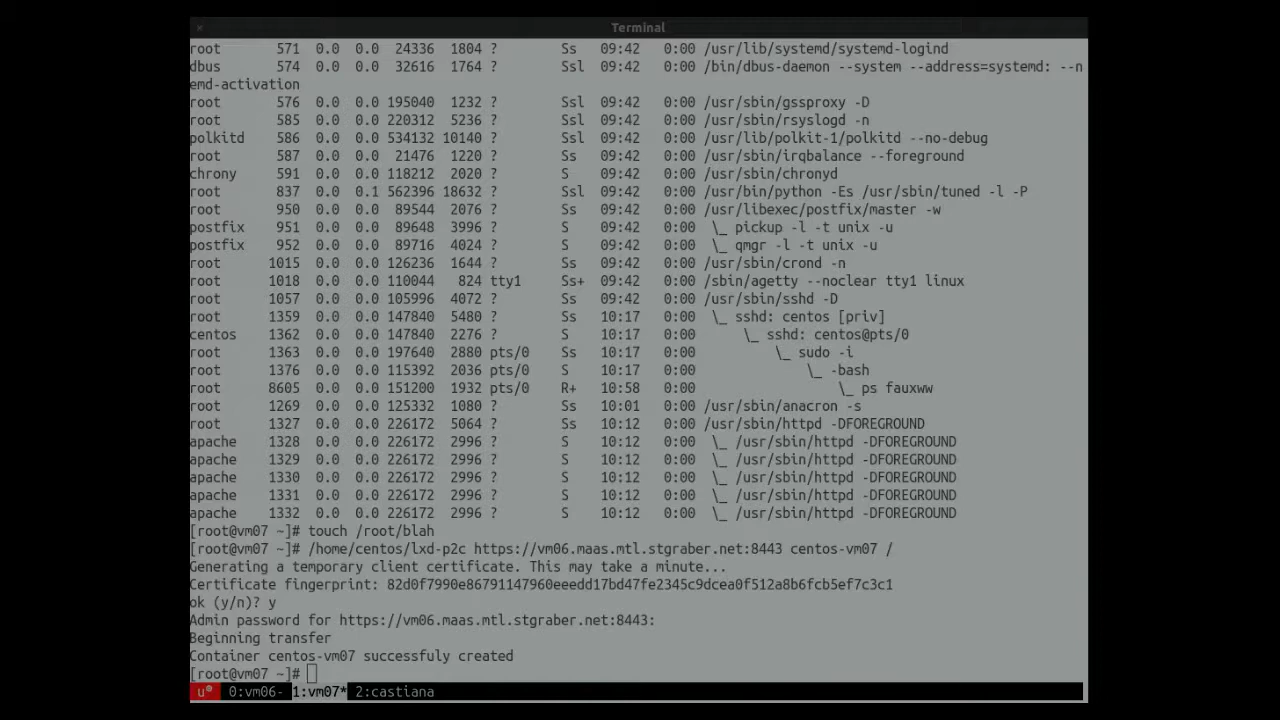 × Terminal
root 571 0.0 0.0 24336 1804 ? Ss 09:42 0:00 /usr/lib/systemd/systemd-logind
dbus 574 0.0 0.0 32616 1764 ? Ssl 09:42 0:00 /bin/dbus-daemon --system --address=systemd: --n
emd-activation
root 576 0.0 0.0 195040 1232 ? Ssl 09:42 0:00 /usr/sbin/gssproxy -D
root 585 0.0 0.0 220312 5236 ? Ssl 09:42 0:00 /usr/sbin/rsyslogd -n
polkitd 586 0.0 0.0 534132 10140 ? Ssl 09:42 0:00 /usr/lib/polkit-1/polkitd --no-debug
root 587 0.0 0.0 21476 1220 ? Ss 09:42 0:00 /usr/sbin/irqbalance --foreground
chrony 591 0.0 0.0 118212 2020 ? S 09:42 0:00 /usr/sbin/chronyd
root 837 0.0 0.1 562396 18632 ? Ssl 09:42 0:00 /usr/bin/python -Es /usr/sbin/tuned -l -P
root 950 0.0 0.0 89544 2076 ? Ss 09:42 0:00 /usr/libexec/postfix/master -w
postfix 951 0.0 0.0 89648 3996 ? S 09:42 0:00 \_ pickup -l -t unix -u
postfix 952 0.0 0.0 89716 4024 ? S 09:42 0:00 \_ qmgr -l -t unix -u
root 1015 0.0 0.0 126236 1644 ? Ss 09:42 0:00 /usr/sbin/crond -n
root 1018 0.0 0.0 110044 824 tty1 Ss+ 09:42 0:00 /sbin/agetty --noclear tty1 linux
root 1057 0.0 0.0 105996 4072 ? Ss 09:42 0:00 /usr/sbin/sshd -D
root 1359 0.0 0.0 147840 5480 ? Ss 10:17 0:00 \_ sshd: centos [priv]
centos 1362 0.0 0.0 147840 2276 ? S 10:17 0:00 \_ sshd: centos@pts/0
root 1363 0.0 0.0 197640 2880 pts/0 Ss 10:17 0:00 \_ sudo -i
root 1376 0.0 0.0 115392 2036 pts/0 S 10:17 0:00 \_ -bash
root 8605 0.0 0.0 151200 1932 pts/0 R+ 10:58 0:00 \_ ps fauxww
root 1269 0.0 0.0 125332 1080 ? Ss 10:01 0:00 /usr/sbin/anacron -s
root 1327 0.0 0.0 226172 5064 ? Ss 10:12 0:00 /usr/sbin/httpd -DFOREGROUND
apache 1328 0.0 0.0 226172 2996 ? S 10:12 0:00 \_ /usr/sbin/httpd -DFOREGROUND
apache 1329 0.0 0.0 226172 2996 ? S 10:12 0:00 \_ /usr/sbin/httpd -DFOREGROUND
apache 1330 0.0 0.0 226172 2996 ? S 10:12 0:00 \_ /usr/sbin/httpd -DFOREGROUND
apache 1331 0.0 0.0 226172 2996 ? S 10:12 0:00 \_ /usr/sbin/httpd -DFOREGROUND
apache 1332 0.0 0.0 226172 2996 ? S 10:12 0:00 \_ /usr/sbin/httpd -DFOREGROUND
[root@vm07 ~]# touch /root/blah
[root@vm07 ~]# /home/centos/lxd-p2c https://vm06.maas.mtl.stgraber.net:8443 centos-vm07 /
Generating a temporary client certificate. This may take a minute...
Certificate fingerprint: 82d0f7990e86791147960eeedd17bd47fe2345c9dcea0f512a8b6fcb5ef7c3c1
ok (y/n)? y
Admin password for https://vm06.maas.mtl.stgraber.net:8443:
Beginning transfer
Container centos-vm07 successfuly created
[root@vm07 ~]#
u 0:vm06- 1:vm07* 2:castiana